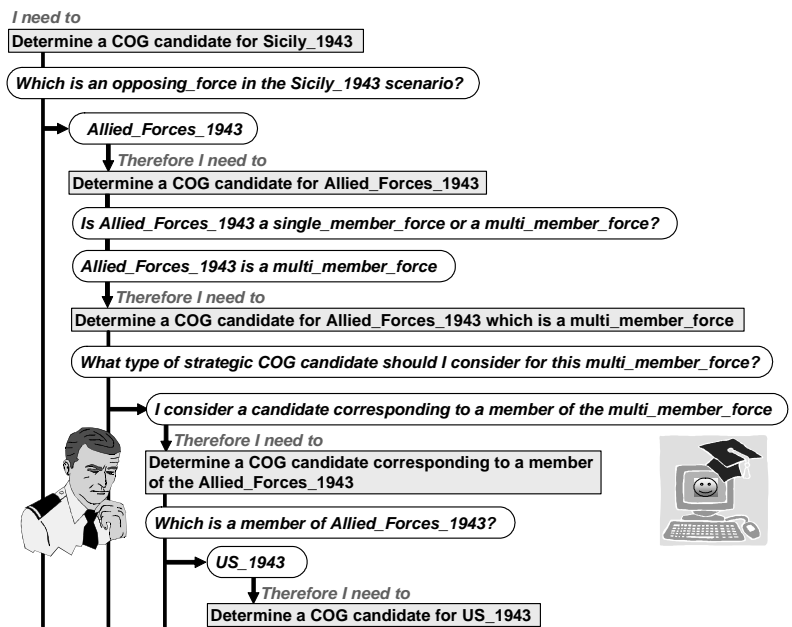 I need to
Determine a COG candidate for Sicily_1943
Which is an opposing_force in the Sicily_1943 scenario?
Allied_Forces_1943
Therefore I need to
Determine a COG candidate for Allied_Forces_1943
Is Allied_Forces_1943 a single_member_force or a multi_member_force?
Allied_Forces_1943 is a multi_member_force
Therefore I need to
Determine a COG candidate for Allied_Forces_1943 which is a multi_member_force
What type of strategic COG candidate should I consider for this multi_member_force?
I consider a candidate corresponding to a member of the multi_member_force
Therefore I need to
Determine a COG candidate corresponding to a member
of the Allied_Forces_1943
Which is a member of Allied_Forces_1943?
US_1943
Therefore I need to
Determine a COG candidate for US_1943